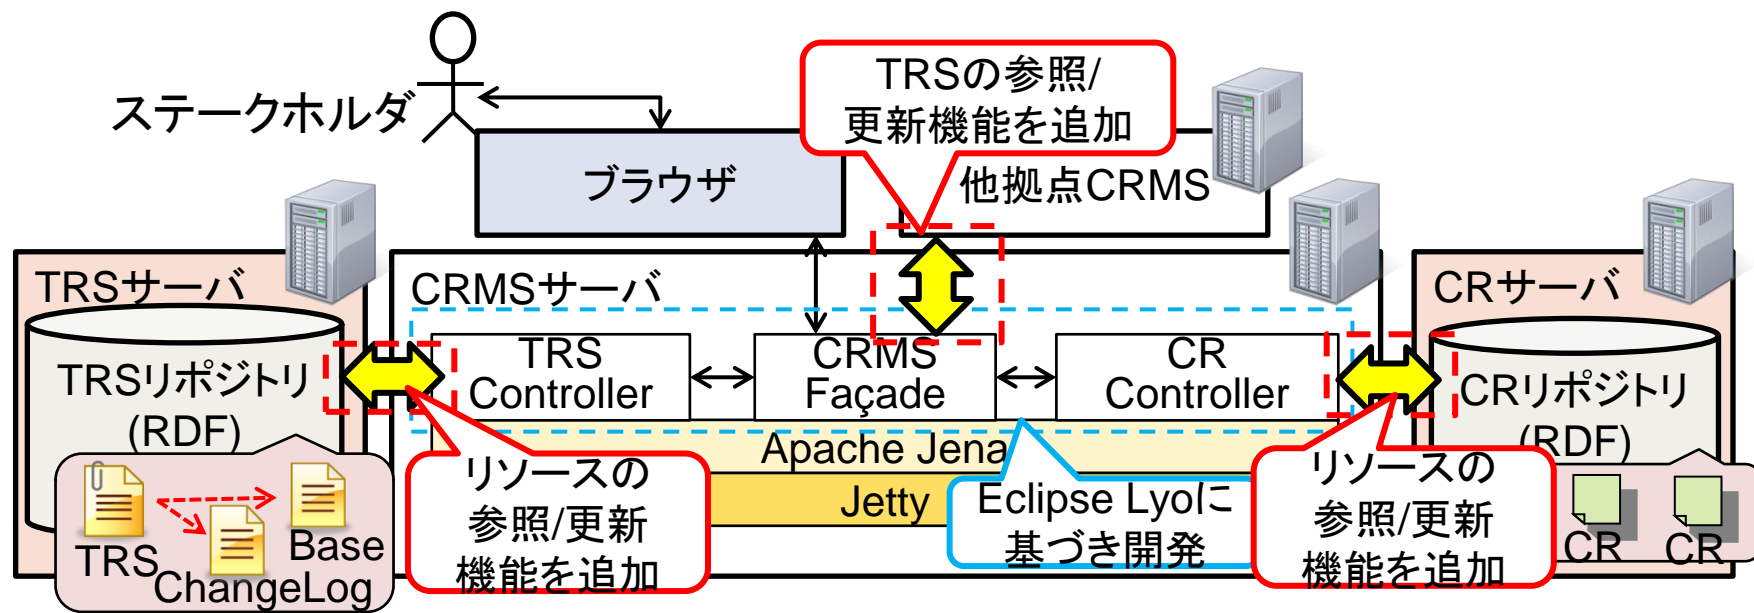 TRSの参照/
更新機能を追加
ステークホルダ
ブラウザ
他拠点CRMS
TRSサーバ
CRMSサーバ
CRサーバ
TRSリポジトリ
(RDF)
TRS
Controller
CRMS
Façade
CR
Controller
CRリポジトリ
(RDF)
Apache Jena
Jetty
リソースの
参照/更新
機能を追加
Eclipse Lyoに
基づき開発
リソースの
参照/更新
機能を追加
TRS
ChangeLog
Base
CR
CR